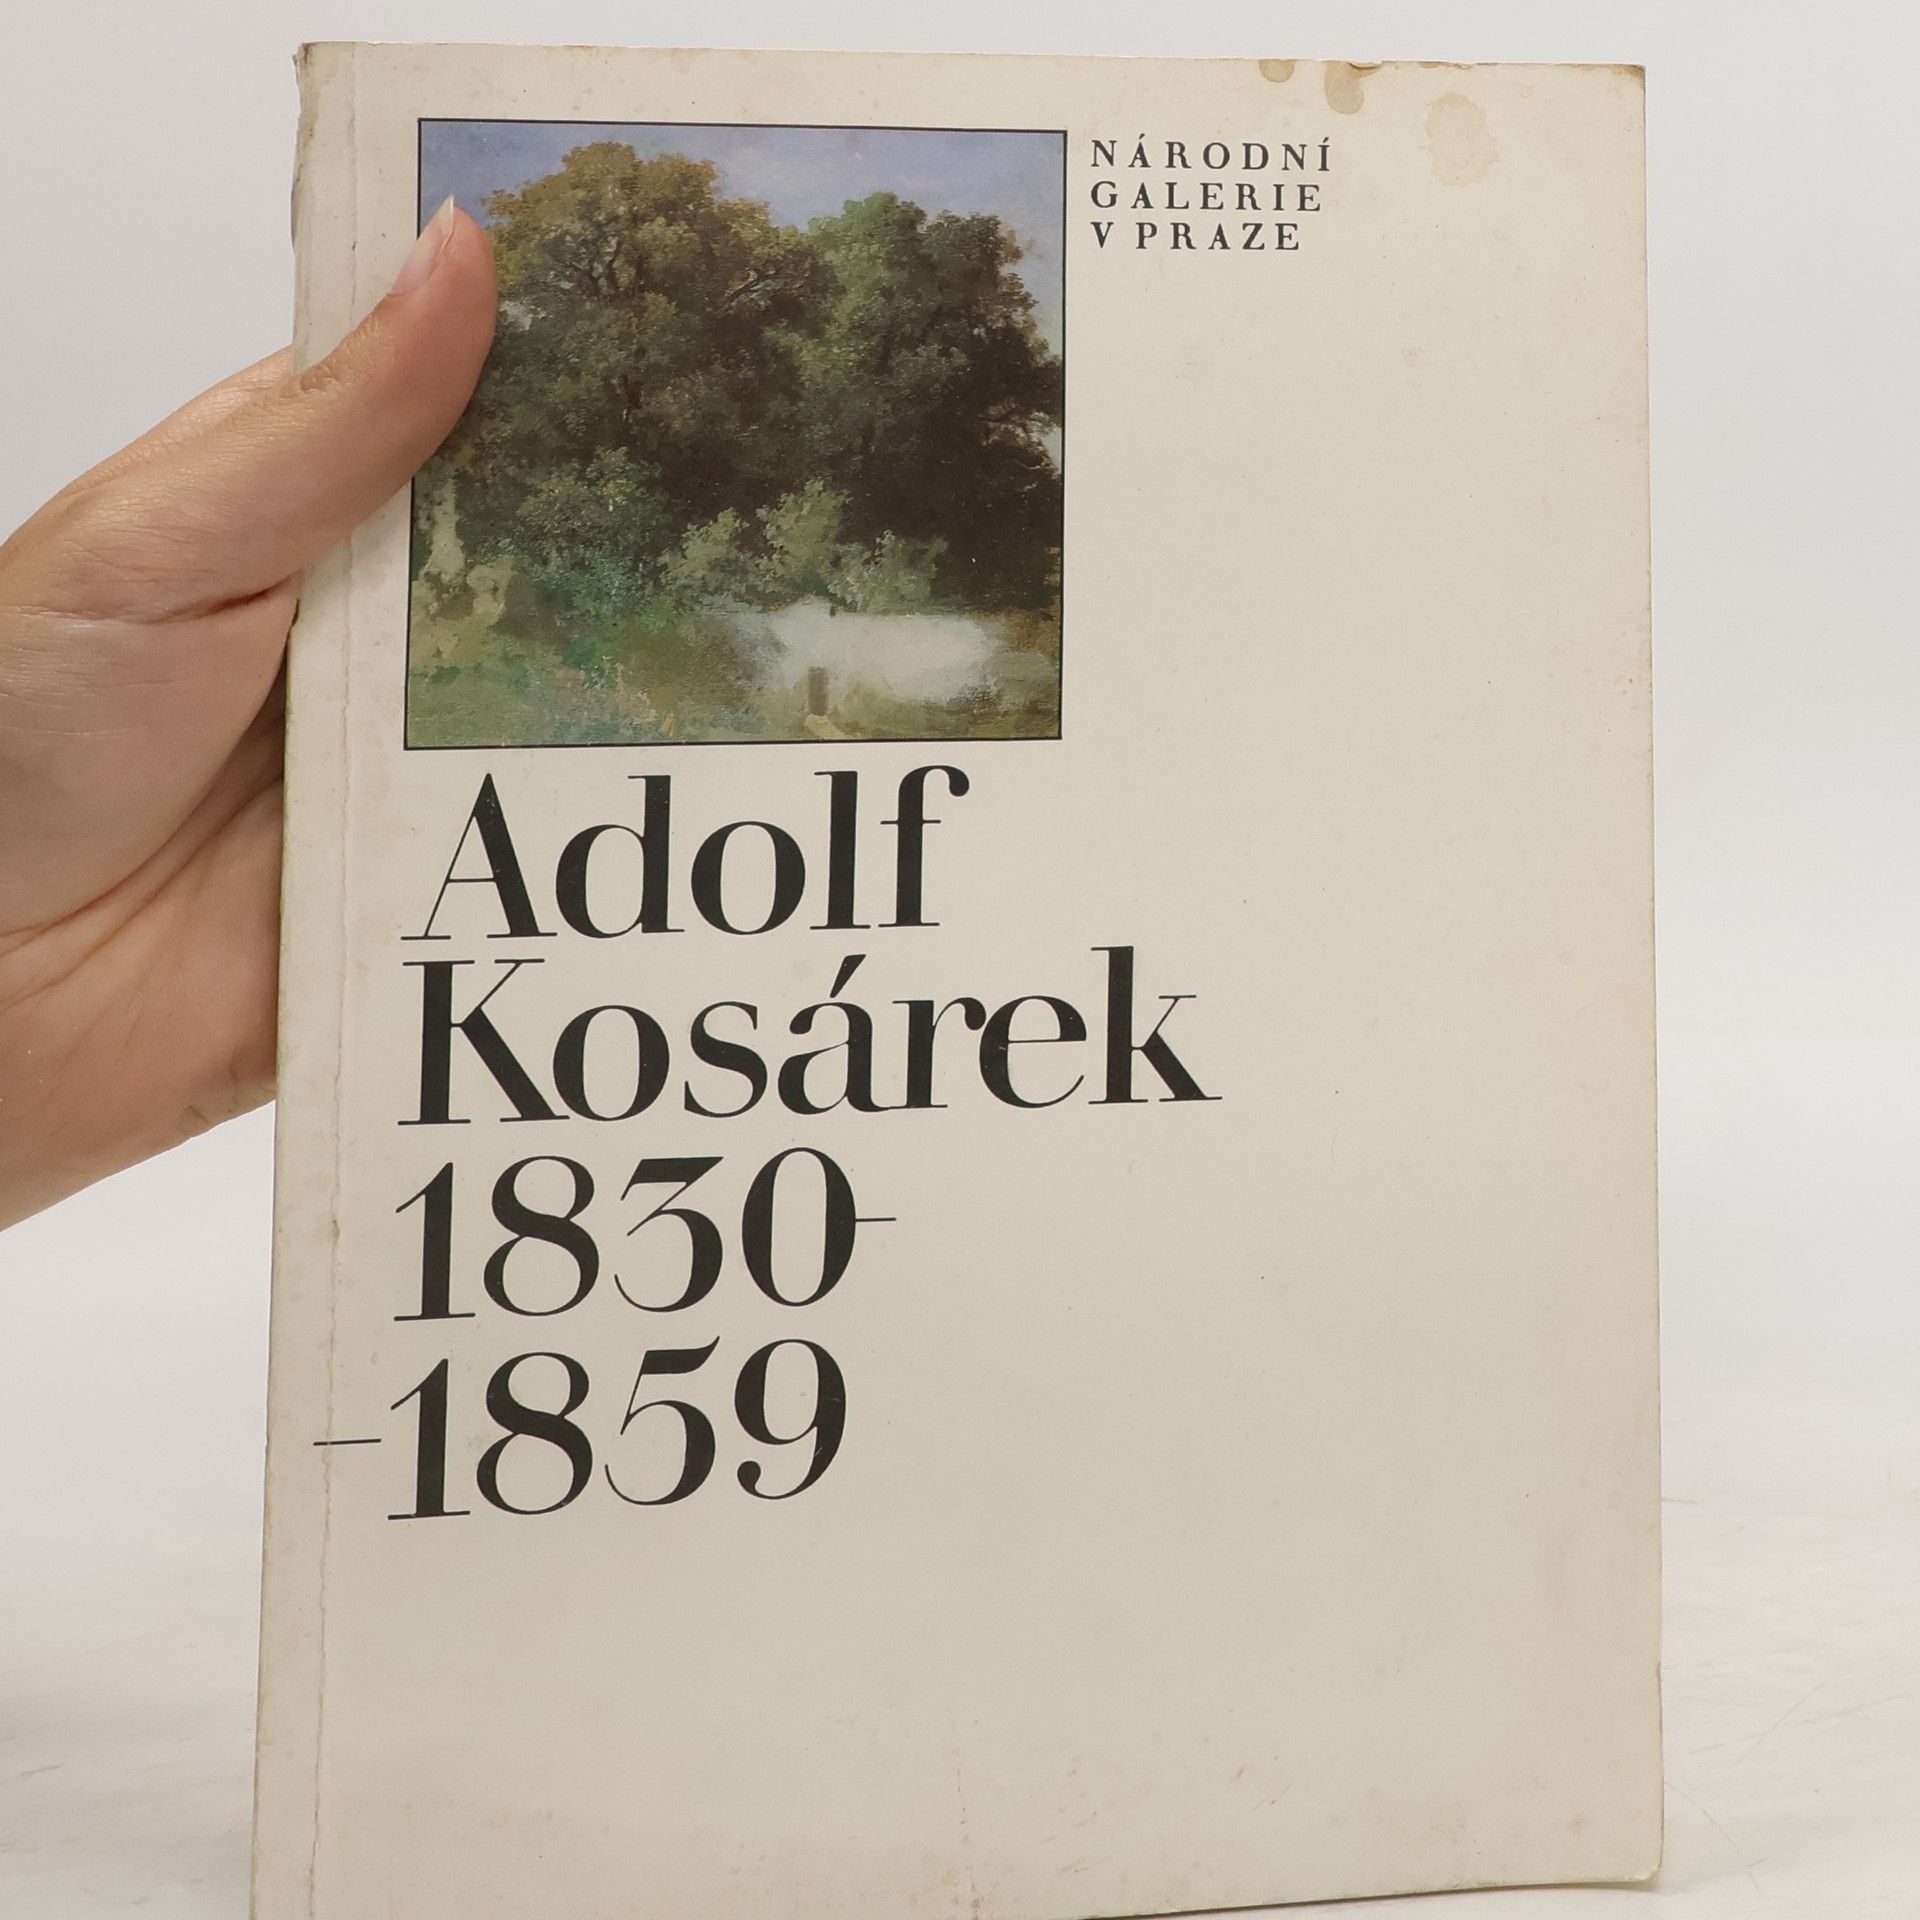 NÁRODNÍ
GALERIE
V PRAZE
Adolf
Kosárek
1830–
–1859